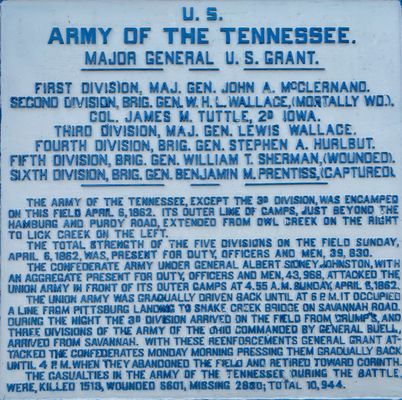 U. S.
ARMY OF THE TENNESSEE.
MAJOR GENERAL U. S. GRANT.
FIRST DIVISION, MAJ. GEN. JOHN A. McCLERNAND.
SECOND DIVISION, BRIG. GEN. W. H. L. WALLACE, (MORTALLY WD.).
COL. JAMES M. TUTTLE, 2D IOWA.
THIRD DIVISION, MAJ. GEN. LEWIS WALLACE.
FOURTH DIVISION, BRIG. GEN. STEPHEN A. HURLBUT.
FIFTH DIVISION, BRIG. GEN. WILLIAM T. SHERMAN, (WOUNDED).
SIXTH DIVISION, BRIG. GEN. BENJAMIN M. PRENTISS, (CAPTURED).
THE ARMY OF THE TENNESSEE, EXCEPT THE 3D DIVISION, WAS ENCAMPED
ON THIS FIELD APRIL 6, 1862. ITS OUTER LINE OF CAMPS, JUST BEYOND THE
HAMBURG AND PURDY ROAD, EXTENDED FROM OWL CREEK ON THE RIGHT
TO LICK CREEK ON THE LEFT.
THE TOTAL STRENGTH OF THE FIVE DIVISIONS ON THE FIELD SUNDAY,
APRIL 6, 1862, WAS, PRESENT FOR DUTY, OFFICERS AND MEN, 39,830.
THE CONFEDERATE ARMY UNDER GENERAL ALBERT SIDNEY JOHNSTON, WITH
AN AGGREGATE PRESENT FOR DUTY, OFFICERS AND MEN, 43,968, ATTACKED THE
UNION ARMY IN FRONT OF ITS OUTER CAMPS AT 4.55 A.M. SUNDAY, APRIL 6, 1862.
THE UNION ARMY WAS GRADUALLY DRIVEN BACK UNTIL AT 6 P.M. IT OCCUPIED
A LINE FROM PITTSBURG LANDING TO SNAKE CREEK BRIDGE ON SAVANNAH ROAD.
DURING THE NIGHT THE 3D DIVISION ARRIVED ON THE FIELD FROM CRUMP'S, AND
THREE DIVISIONS OF THE ARMY OF THE OHIO COMMANDED BY GENERAL BUELL,
ARRIVED FROM SAVANNAH. WITH THESE REENFORCEMENTS GENERAL GRANT AT-
TACKED THE CONFEDERATES MONDAY MORNING PRESSING THEM GRADUALLY BACK
UNTIL 4 P.M. WHEN THEY ABANDONED THE FIELD AND RETIRED TOWARD CORINTH.
THE CASUALTIES IN THE ARMY OF THE TENNESSEE DURING THE BATTLE
WERE, KILLED 1513, WOUNDED 6601, MISSING 2830; TOTAL 10,944.